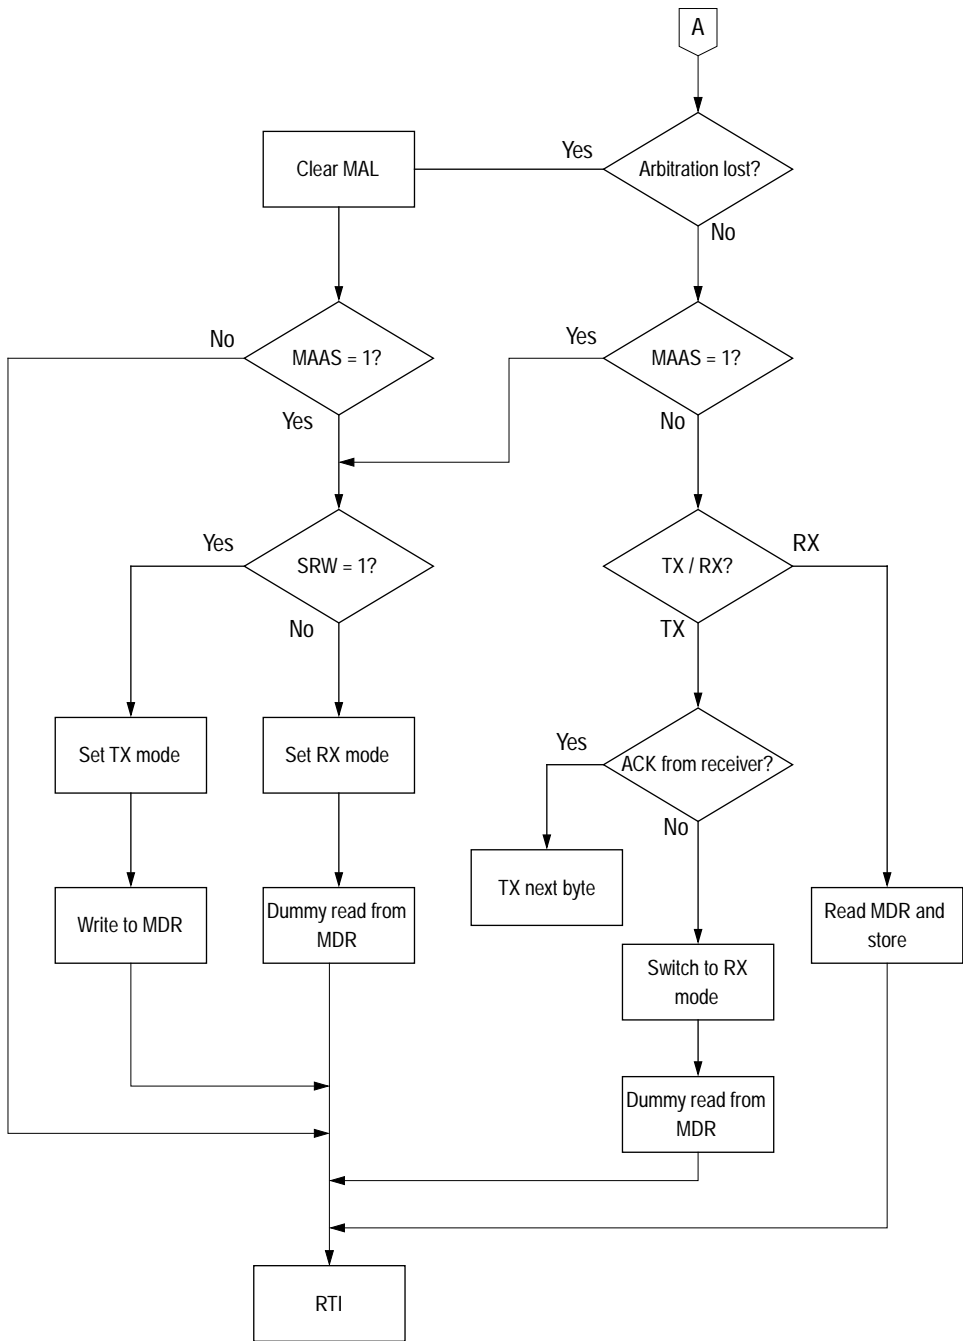 A
Yes
Clear MAL
Arbitration lost?
No
No
MAAS = 1?
Yes
MAAS = 1?
Yes
No
Yes
SRW = 1?
TX / RX?
RX
No
TX
Set TX mode
Set RX mode
Yes
ACK from receiver?
No
TX next byte
Write to MDR
Dummy read from
MDR
Read MDR and
store
Switch to RX
mode
Dummy read from
MDR
RTI